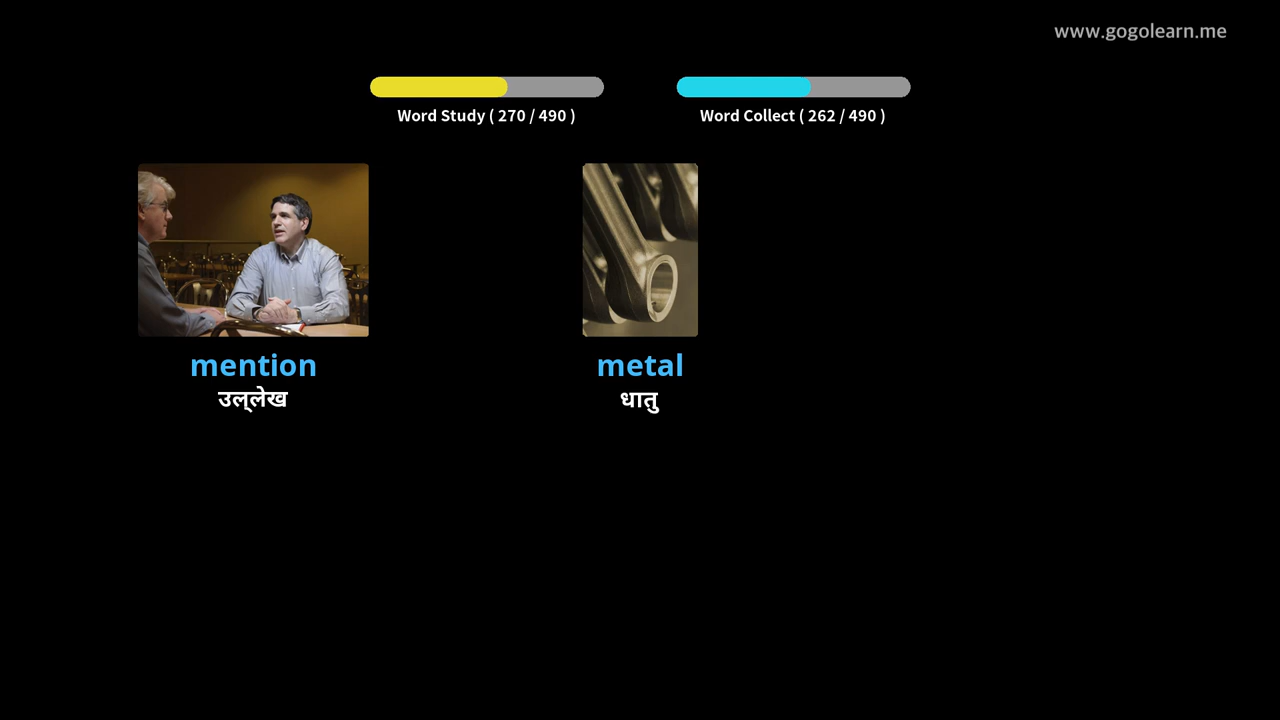 www.gogolearn.me
Word Study ( 270 / 490 )
Word Collect ( 262 / 490 )
mention
उल्लेख
metal
धातु